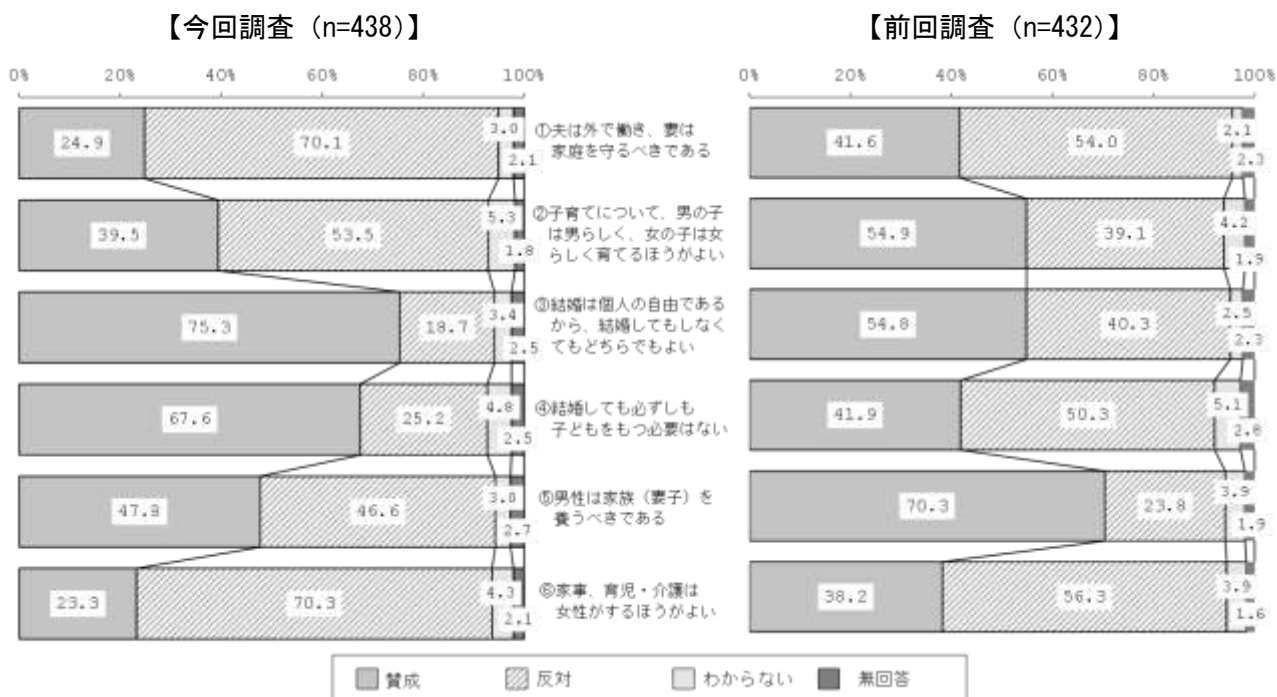 【今回調査（n=438）】
【前回調査（n=432）】
0% 20% 40% 60% 80% 100%
0% 20% 40% 60% 80% 100%
24.9 70.1 3.0 2.1
①夫は外で働き、妻は
家庭を守るべきである
41.6 54.0 2.1 2.3
39.5 53.5 5.3 1.8
②子育てについて、男の子
は男らしく、女の子は女
らしく育てるほうがよい
54.9 39.1 4.2 1.9
75.3 18.7 3.4 2.5
③結婚は個人の自由である
から、結婚してもしなく
てもどちらでもよい
54.8 40.3 2.5 2.3
67.6 25.2 4.8 2.5
④結婚しても必ずしも
子どもをもつ必要はない
41.9 50.3 5.1 2.8
47.8 46.6 3.0 2.7
⑤男性は家族（妻子）を
養うべきである
70.3 23.8 3.9 1.9
23.3 70.3 4.3 2.1
⑥家事、育児・介護は
女性がするほうがよい
38.2 56.3 3.9 1.6
賛成 反対 わからない 無回答